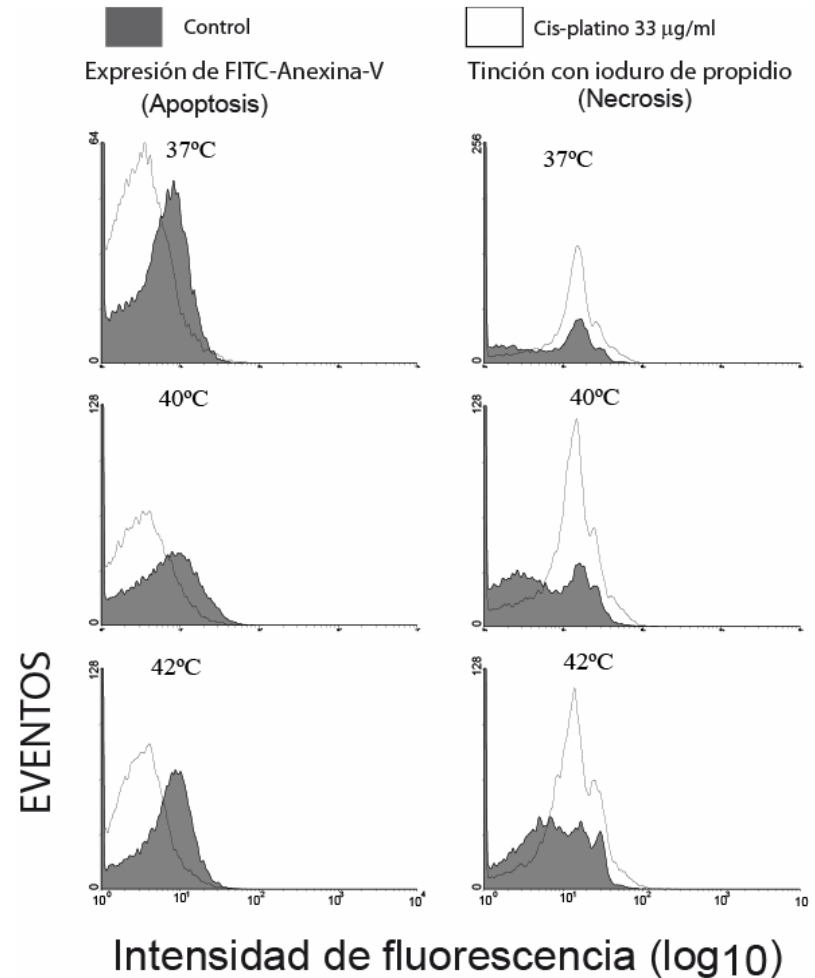 Control
Cis-platino 33 µg/ml
Expresión de FITC-Anexina-V
(Apoptosis)
Tinción con ioduro de propidio
(Necrosis)
64
37ºC
0
256
37ºC
0
128
40ºC
0
128
40ºC
0
EVENTOS
128
42ºC
0
10⁰ 10¹ 10² 10³ 10⁴
128
42ºC
0
10⁰ 10¹ 10² 10³ 10
Intensidad de fluorescencia (log10)